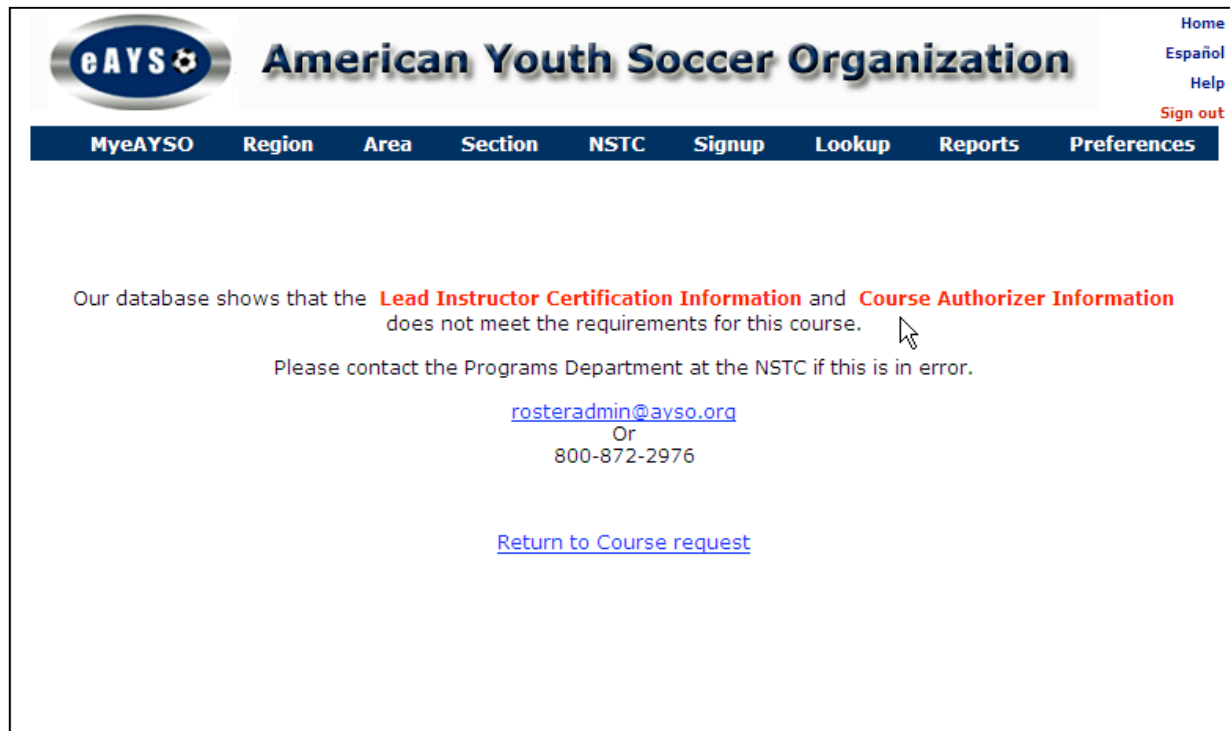 eAYSO
American Youth Soccer Organization
Home
Español
Help
Sign out
MyeAYSO Region Area Section NSTC Signup Lookup Reports Preferences
Our database shows that the Lead Instructor Certification Information and Course Authorizer Information
does not meet the requirements for this course.
Please contact the Programs Department at the NSTC if this is in error.
rosteradmin@ayso.org
Or
800-872-2976
Return to Course request